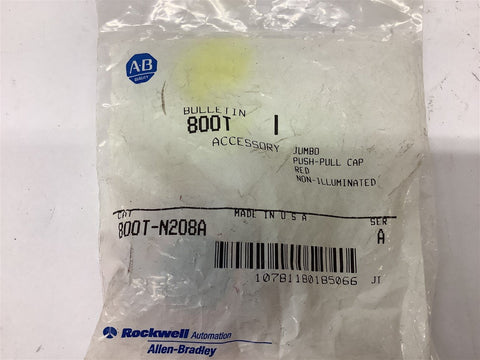 AB
BULLETIN
800T
ACCESSORY
JUMBO
PUSH-PULL CAP
RED
NON-ILLUMINATED
CAT
MADE IN U S A
SER
800T-N208A
A
10781180185066 JI
Rockwell Automation
Allen-Bradley